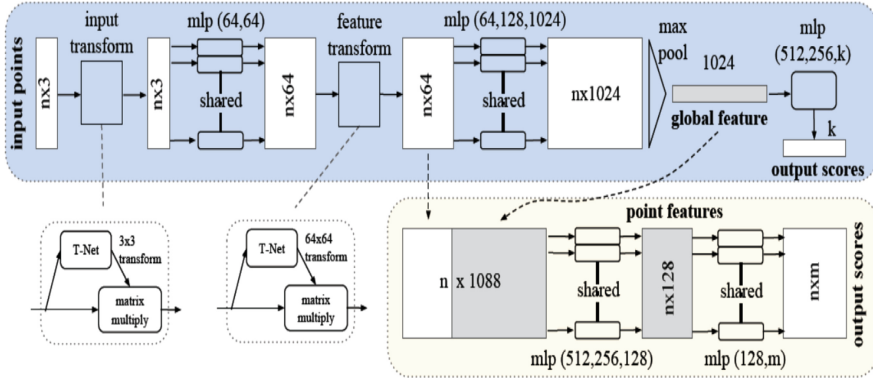 input
transform
mlp (64,64)
feature
transform
mlp (64,128,1024)
max
pool
mlp
(512,256,k)
input points
nx3
nx3
shared
nx64
nx64
shared
nx1024
1024
global feature
k
output scores
point features
T-Net
3x3
transform
matrix
multiply
T-Net
64x64
transform
matrix
multiply
n x 1088
shared
nx128
shared
nxm
output scores
mlp (512,256,128)
mlp (128,m)